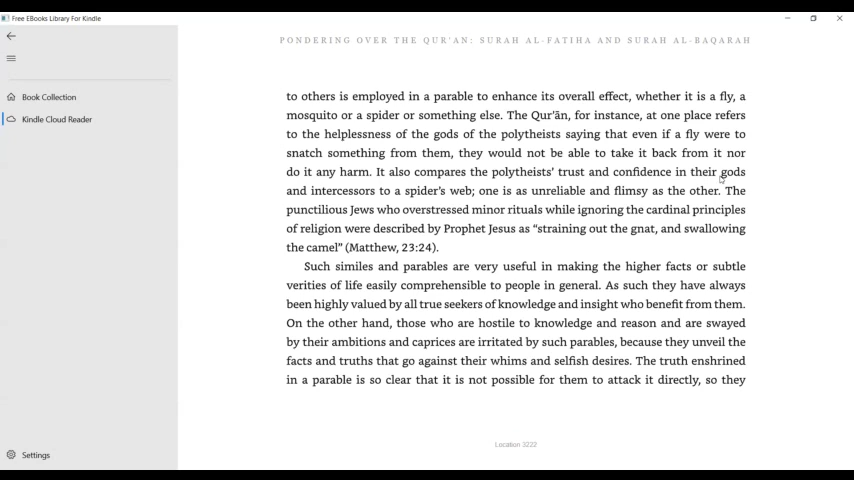 Free EBooks Library For Kindle
PONDERING OVER THE QUR'AN: SURAH AL-FATIHA AND SURAH AL-BAQARAH
Book Collection
Kindle Cloud Reader
to others is employed in a parable to enhance its overall effect, whether it is a fly, a
mosquito or a spider or something else. The Qur'ān, for instance, at one place refers
to the helplessness of the gods of the polytheists saying that even if a fly were to
snatch something from them, they would not be able to take it back from it nor
do it any harm. It also compares the polytheists' trust and confidence in their gods
and intercessors to a spider's web; one is as unreliable and flimsy as the other. The
punctilious Jews who overstressed minor rituals while ignoring the cardinal principles
of religion were described by Prophet Jesus as “straining out the gnat, and swallowing
the camel” (Matthew, 23:24).
Such similes and parables are very useful in making the higher facts or subtle
verities of life easily comprehensible to people in general. As such they have always
been highly valued by all true seekers of knowledge and insight who benefit from them.
On the other hand, those who are hostile to knowledge and reason and are swayed
by their ambitions and caprices are irritated by such parables, because they unveil the
facts and truths that go against their whims and selfish desires. The truth enshrined
in a parable is so clear that it is not possible for them to attack it directly, so they
Location 3222
Settings